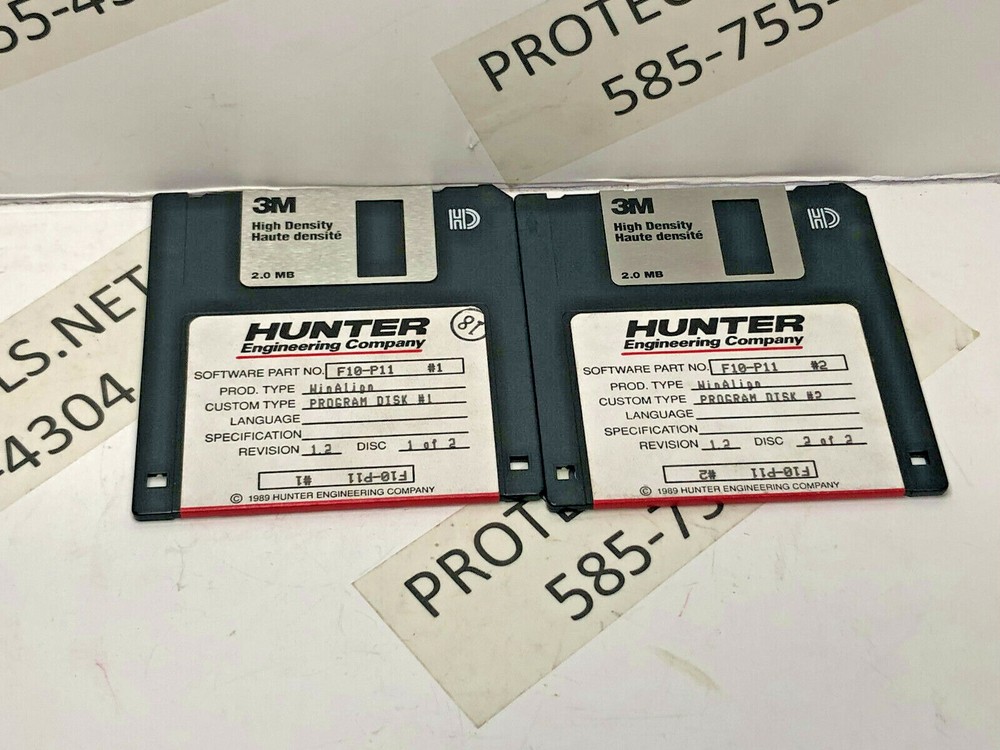 55-43
PROTEC
585-755-
LS.NET
-4304
3M
High Density
Haute densité
2.0 MB
HD
HUNTER
Engineering Company
18
SOFTWARE PART NO. F10-P11 #1
PROD. TYPE WinAlign
CUSTOM TYPE PROGRAM DISK #1
LANGUAGE
SPECIFICATION
REVISION 1.2 DISC 1 of 2
F10-P11 #1
© 1989 HUNTER ENGINEERING COMPANY
3M
High Density
Haute densité
2.0 MB
HD
HUNTER
Engineering Company
SOFTWARE PART NO. F10-P11 #2
PROD. TYPE WinAlign
CUSTOM TYPE PROGRAM DISK #2
LANGUAGE
SPECIFICATION
REVISION 1.2 DISC 2 of 2
F10-P11 #2
© 1989 HUNTER ENGINEERING COMPANY
PROTE
585-75